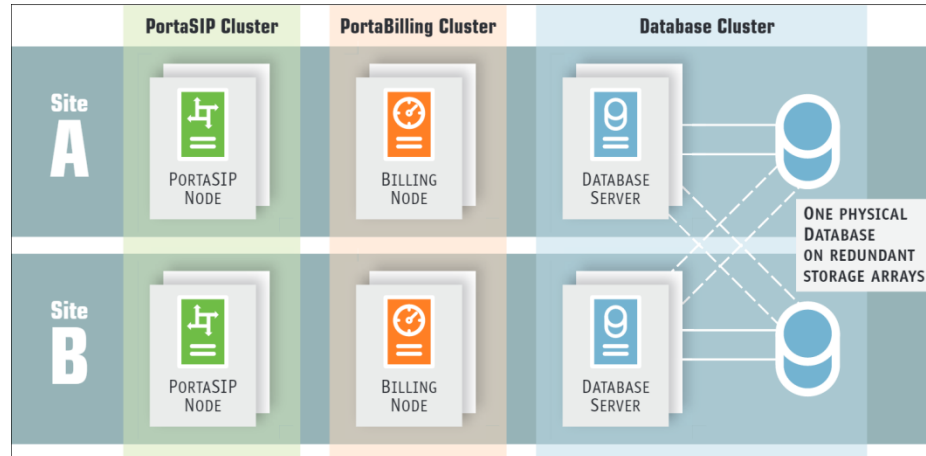 PortaSIP Cluster
PortaBilling Cluster
Database Cluster
Site
A
PORTASIP
NODE
BILLING
NODE
DATABASE
SERVER
ONE PHYSICAL
DATABASE
ON REDUNDANT
STORAGE ARRAYS
Site
B
PORTASIP
NODE
BILLING
NODE
DATABASE
SERVER